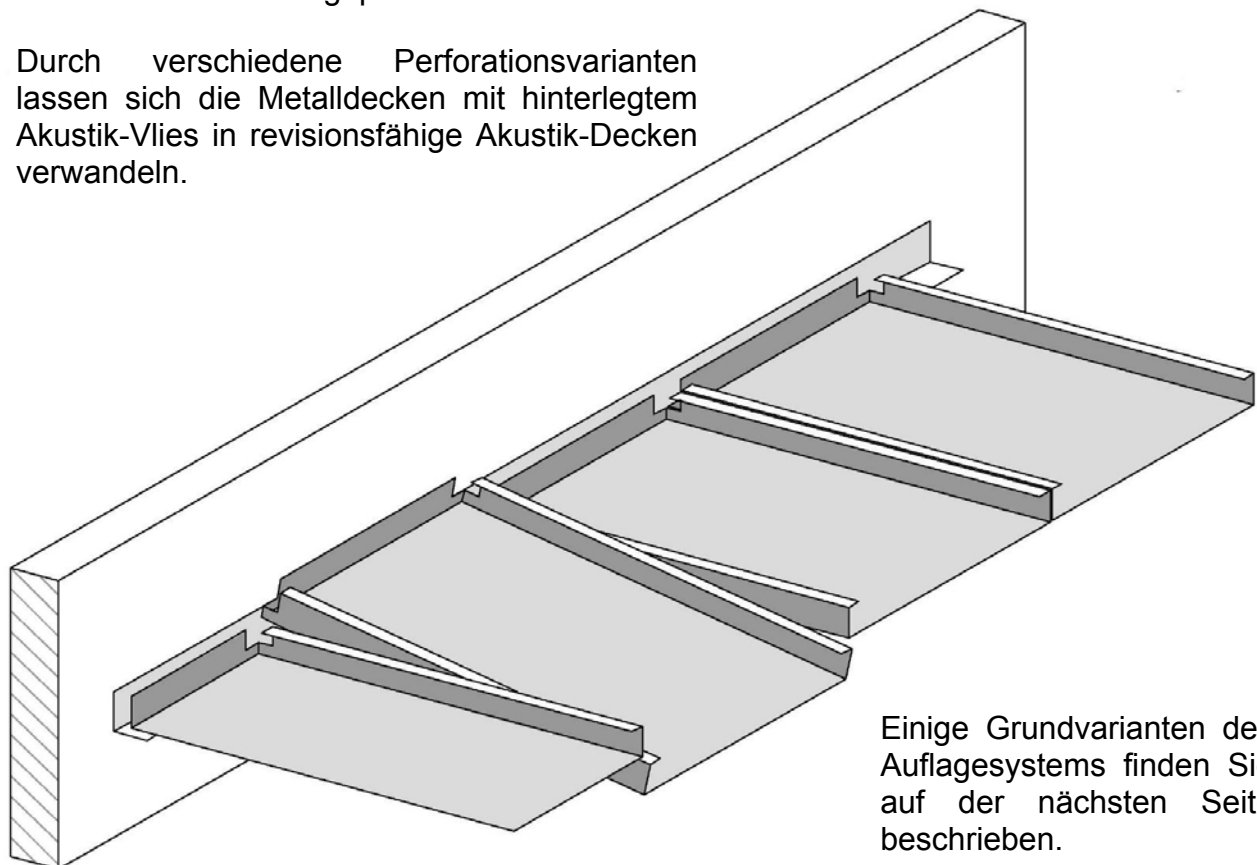 Durch verschiedene Perforationsvarianten
lassen sich die Metalldecken mit hinterlegtem
Akustik-Vlies in revisionsfähige Akustik-Decken
verwandeln.
Einige Grundvarianten de
Auflagesystems finden Si
auf der nächsten Seit
beschrieben.